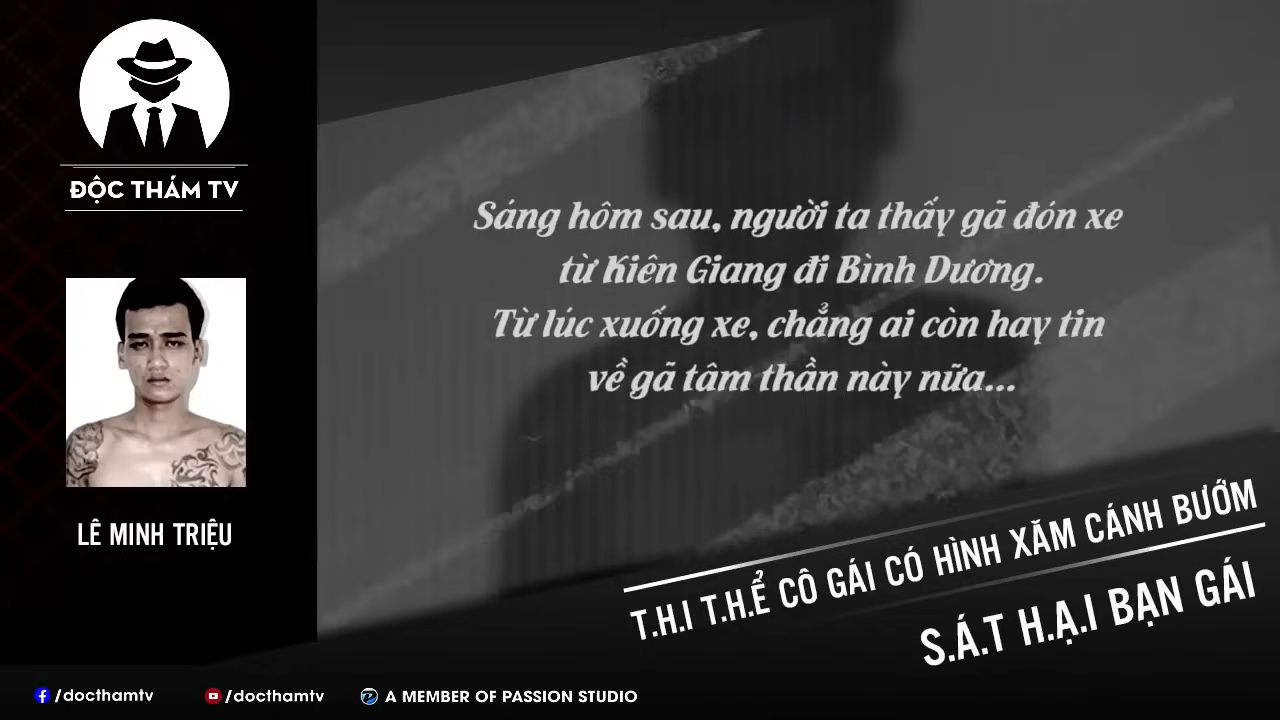 ĐỘC THÁM TV
LÊ MINH TRIỆU
Sáng hôm sau, người ta thấy gã đón xe
từ Kiên Giang đi Bình Dương.
Từ lúc xuống xe, chẳng ai còn hay tin
về gã tâm thần này nữa...
T.H.I T.H.Ể CÔ GÁI CÓ HÌNH XĂM CÁNH BƯỚM
S.Á.T H.Ạ.I BẠN GÁI
/docthamtv
/docthamtv
A MEMBER OF PASSION STUDIO